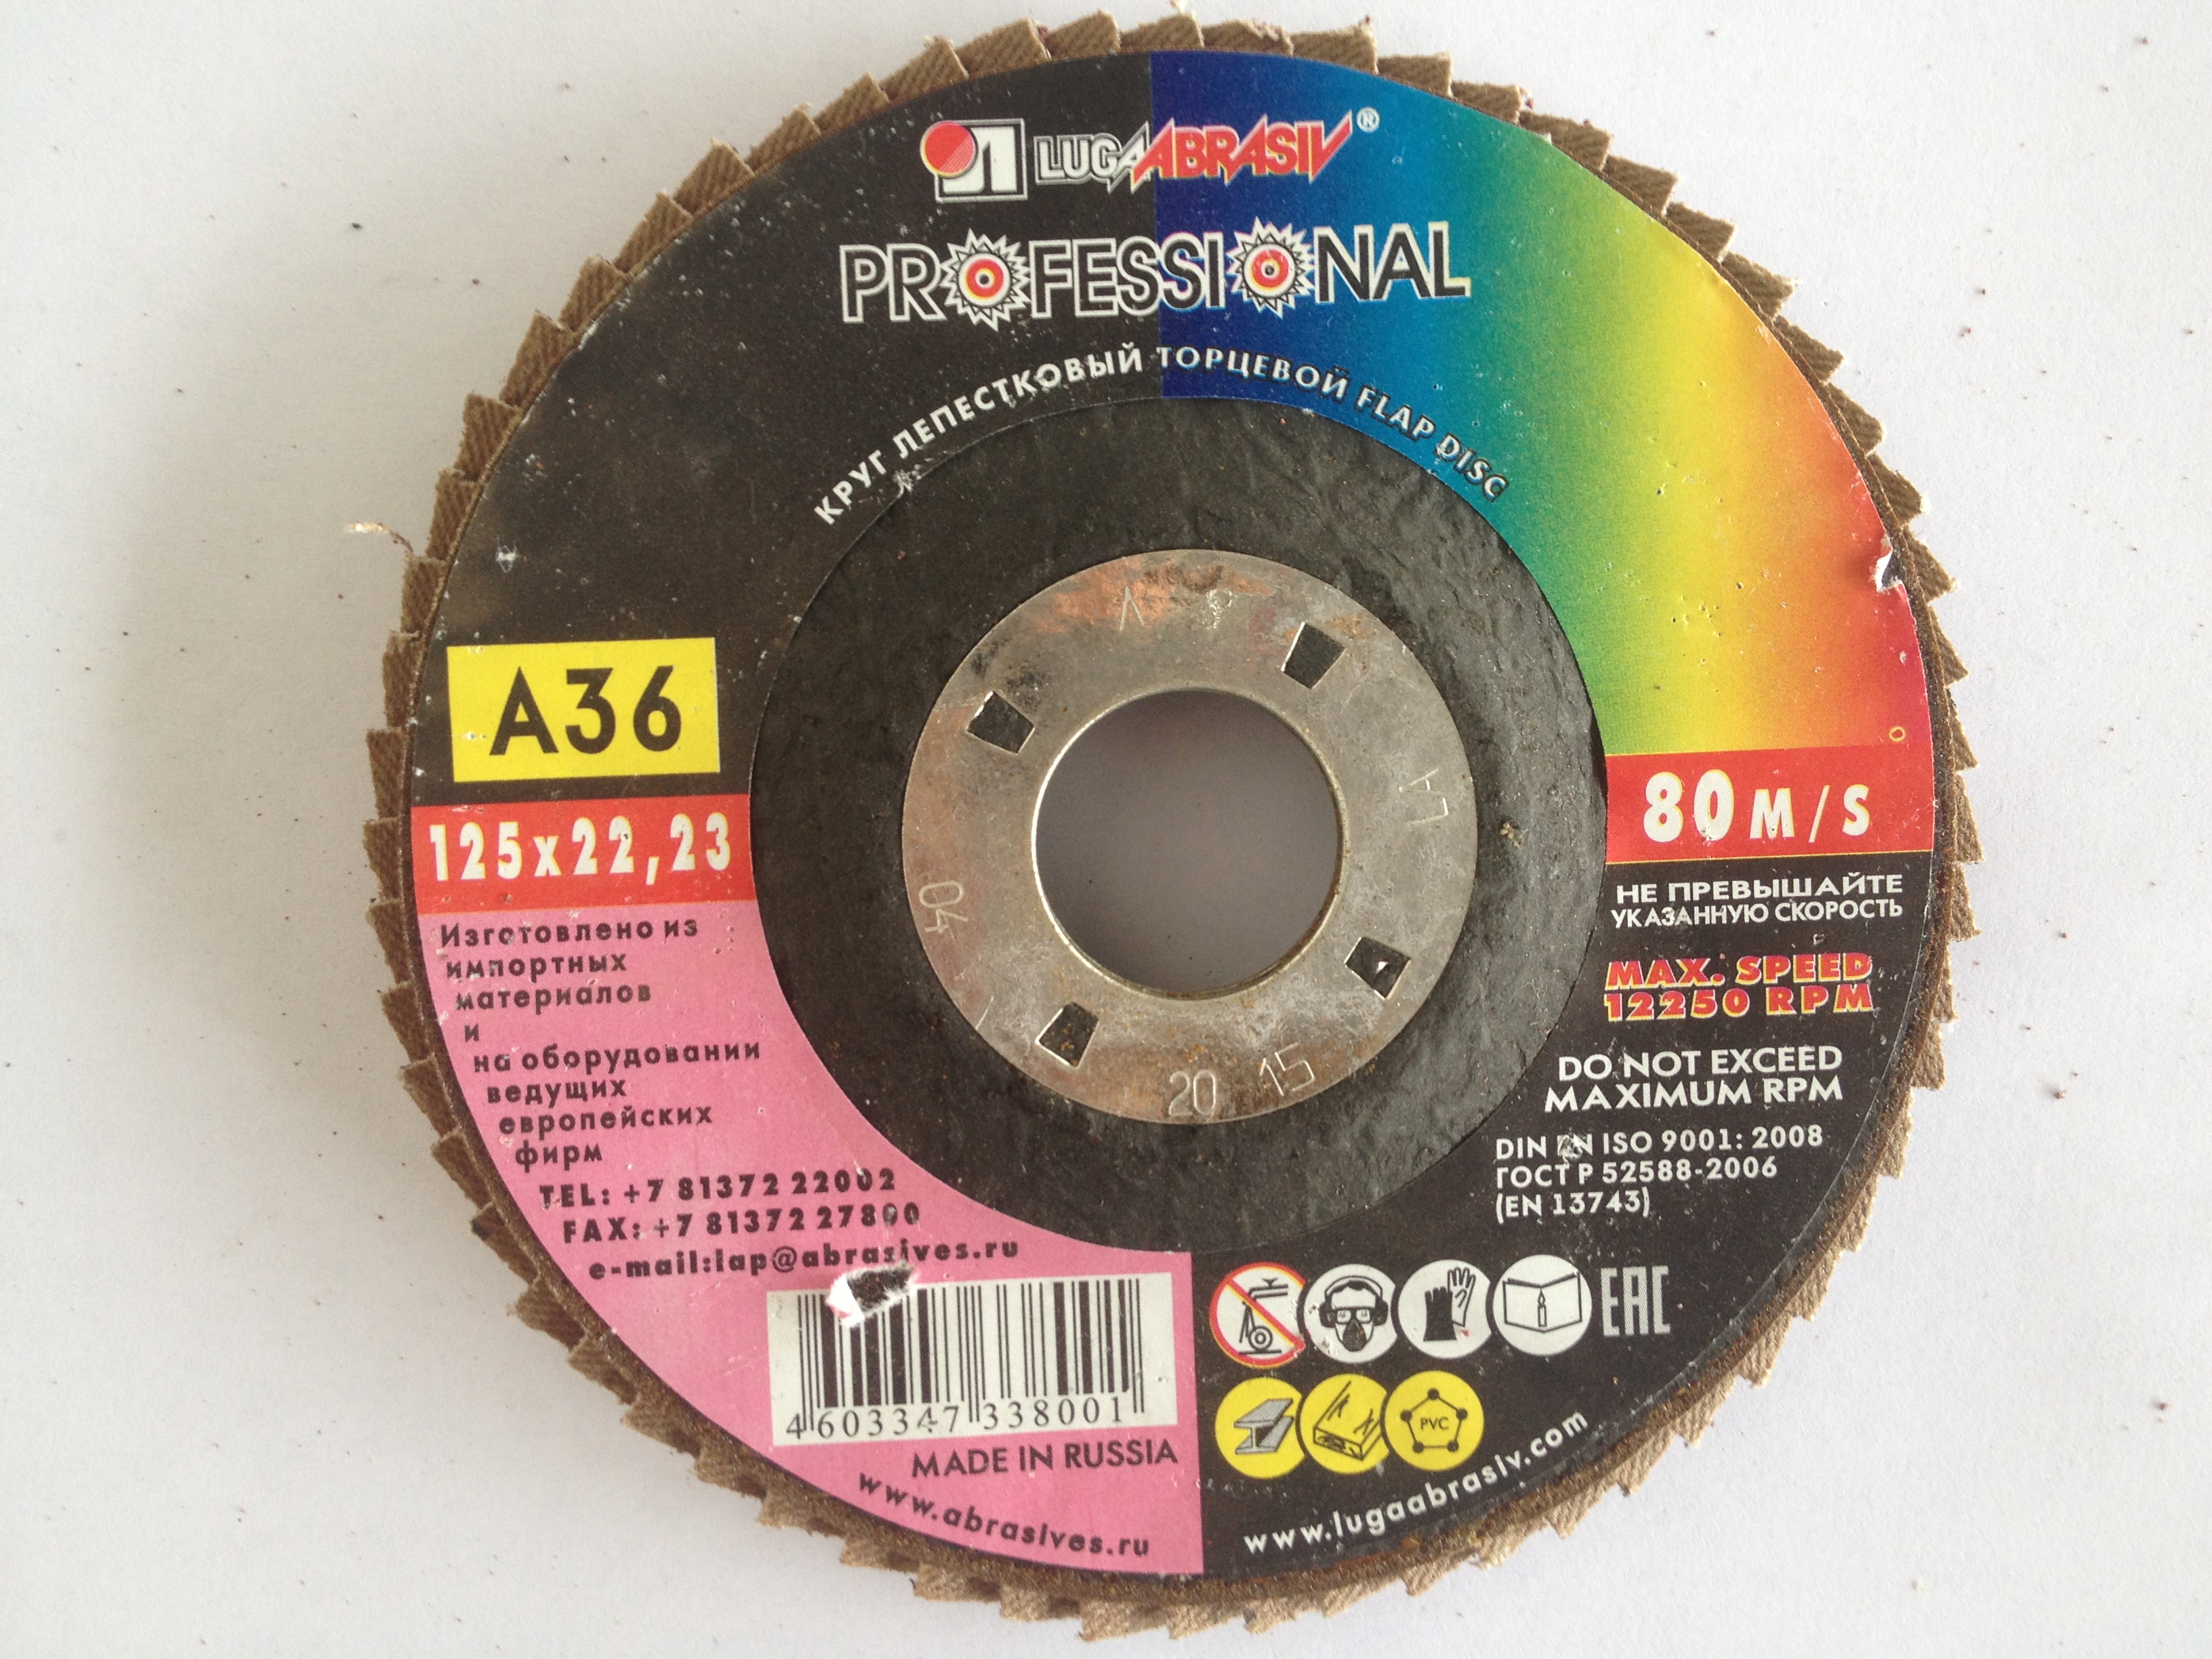 LUGAABRASIV®
PROFESSIONAL
КРУГ ЛЕПЕСТКОВЫЙ ТОРЦЕВОЙ FLAP DISC
A36
125x22,23
80 M/S
НЕ ПРЕВЫШАЙТЕ
УКАЗАННУЮ СКОРОСТЬ
MAX. SPEED
12250 RPM
DO NOT EXCEED
MAXIMUM RPM
DIN EN ISO 9001: 2008
ГОСТ Р 52588-2006
(EN 13743)
EAC
PVC
www.lugaabrasiv.com
Изготовлено из
импортных
материалов
и
на оборудовании
ведущих
европейских
фирм
TEL: +7 81372 22002
FAX: +7 81372 27800
e-mail:lap@abrasives.ru
4603347338001
MADE IN RUSSIA
www.abrasives.ru
04
20 15